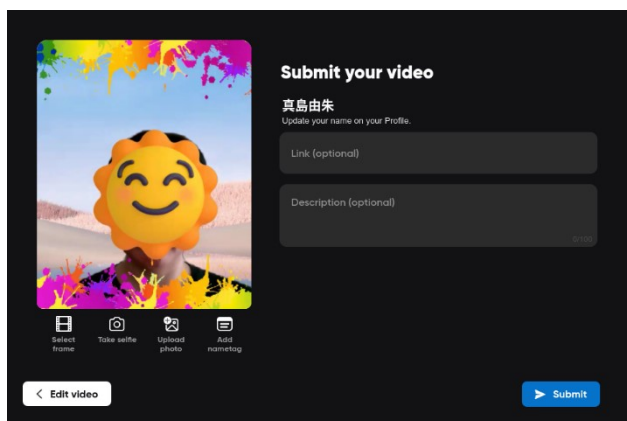 Submit your video
真島由朱
Update your name on your Profile.
Link (optional)
Description (optional)
0/100
Select
frame
Take selfie
Upload
photo
Add
nametag
Edit video
Submit